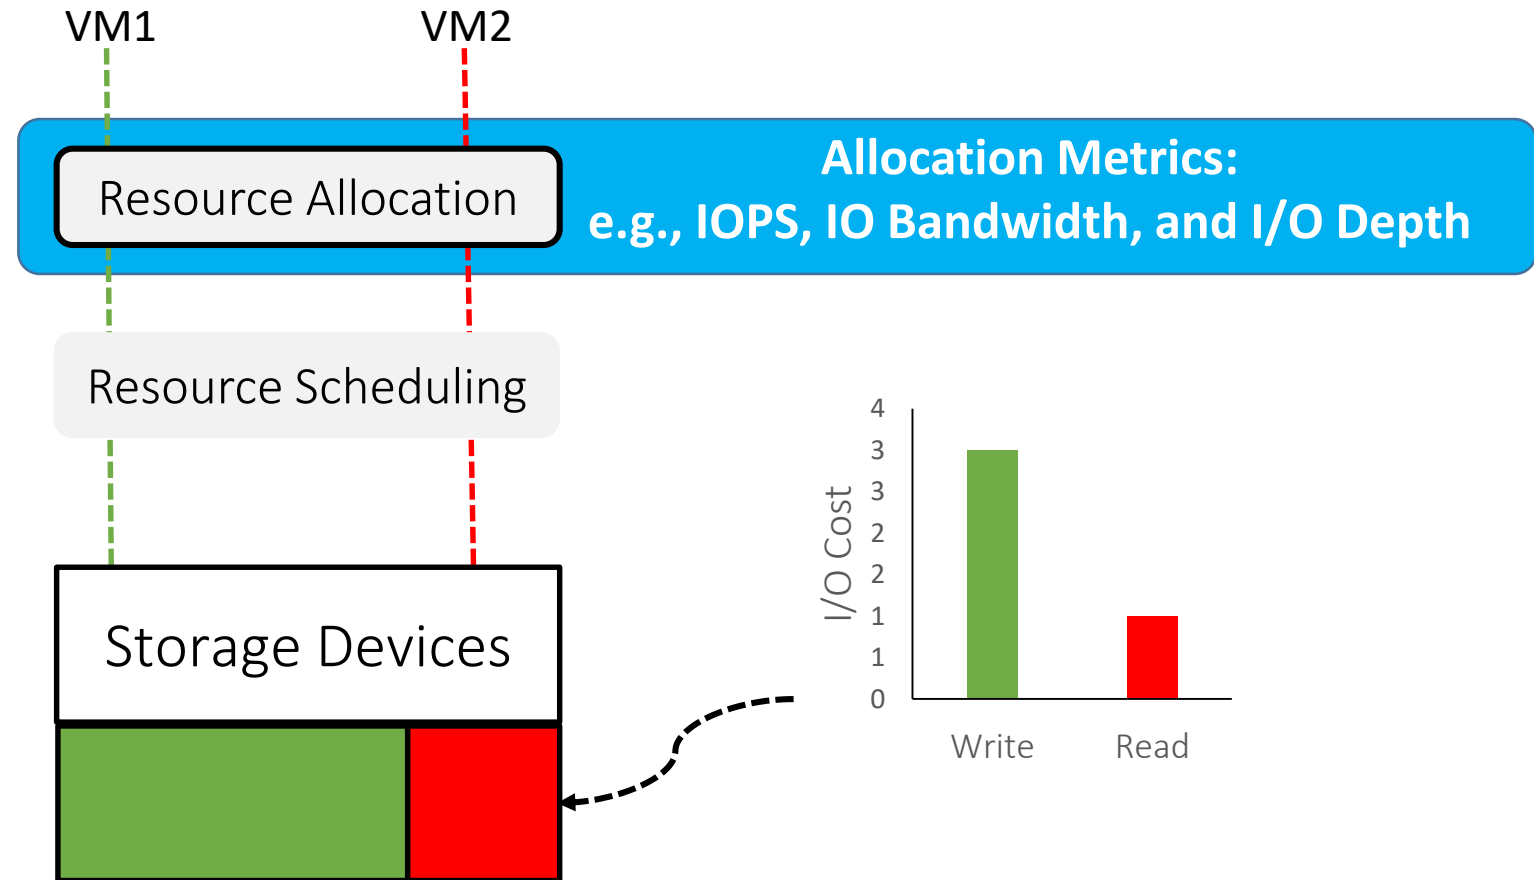 VM1
VM2
Resource Allocation
Allocation Metrics:
e.g., IOPS, IO Bandwidth, and I/O Depth
Resource Scheduling
Storage Devices
I/O Cost
4
3
3
2
2
1
1
0
Write
Read